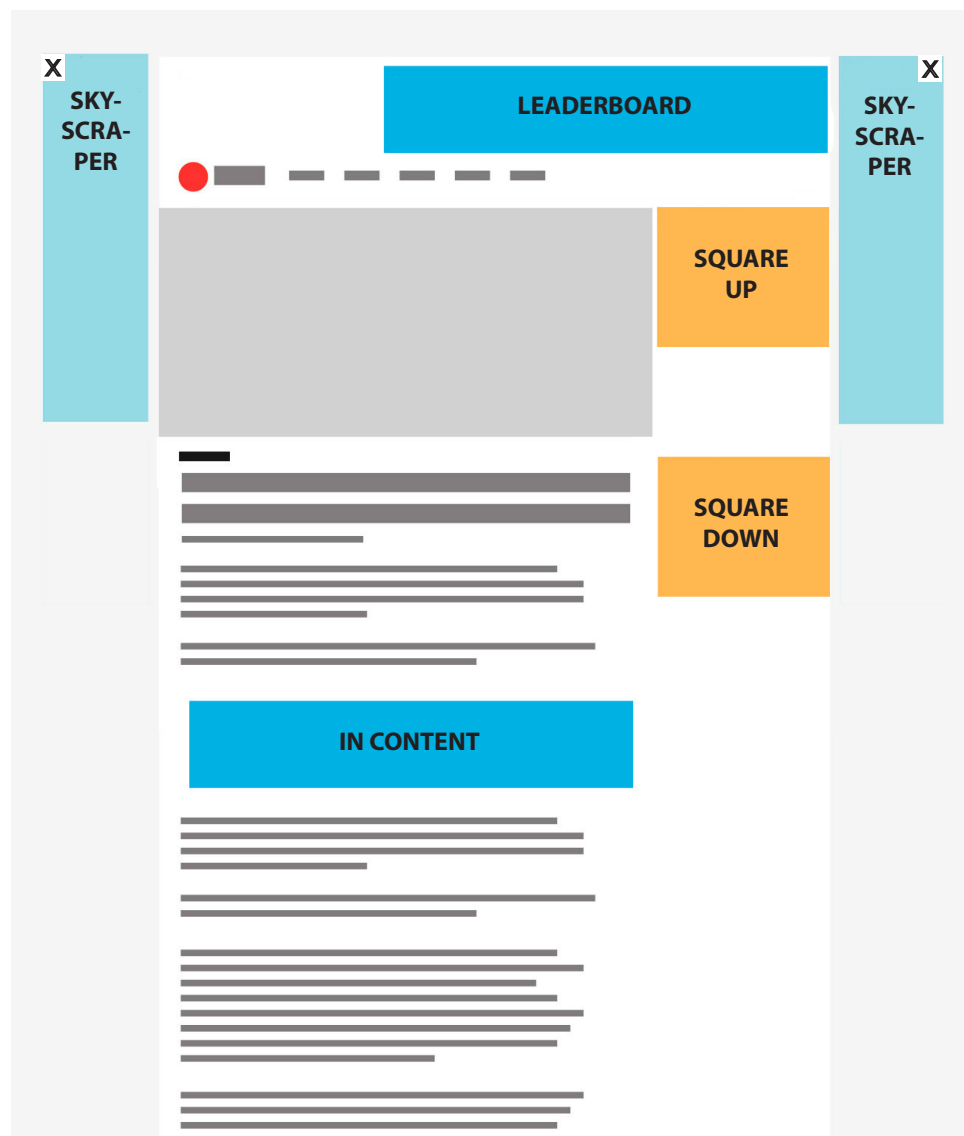 X
SKY-
SCRA-
PER
LEADERBOARD
X
SKY-
SCRA-
PER
SQUARE
UP
SQUARE
DOWN
IN CONTENT